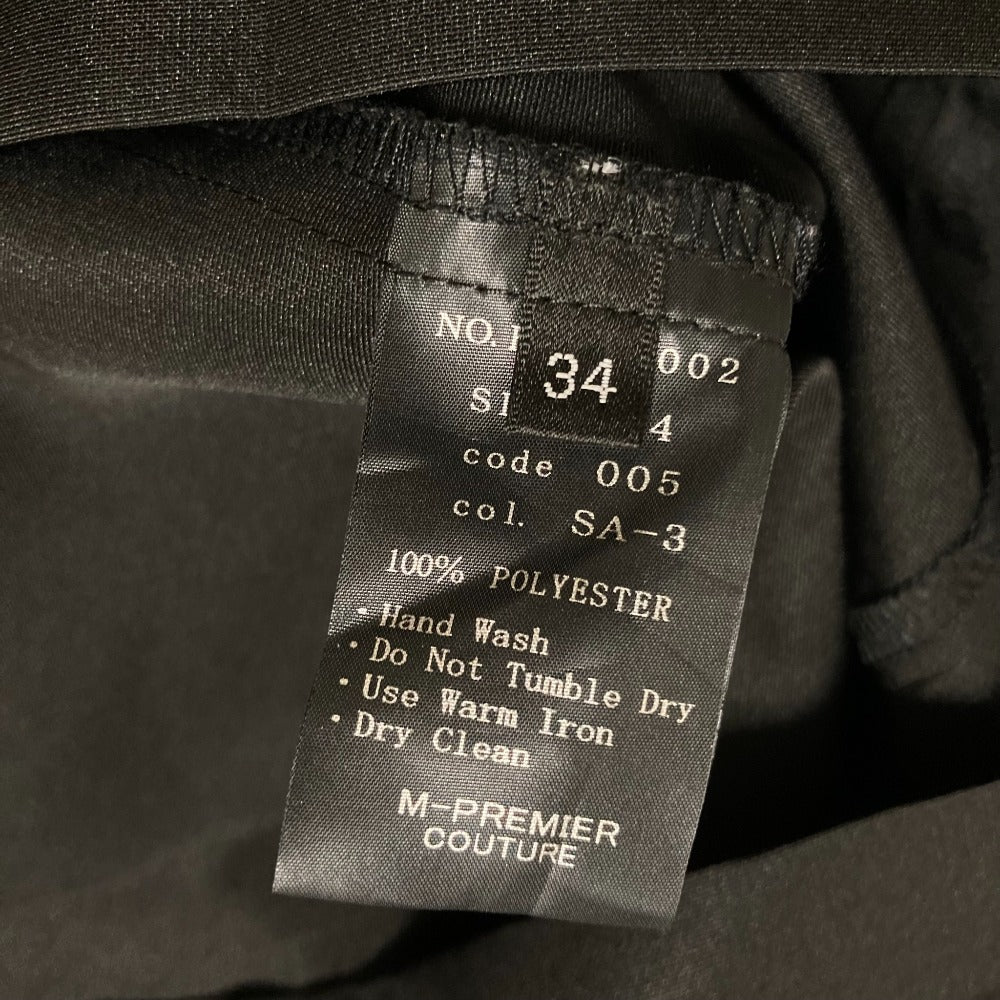 NO. 002
34
4
code 005
col. SA-3
100% POLYESTER
・Hand Wash
・Do Not Tumble Dry
・Use Warm Iron
・Dry Clean
M-PREMIER
COUTURE